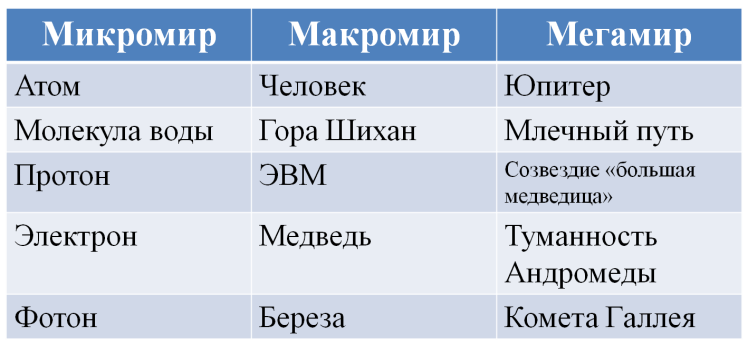 Микромир Макромир Мегамир
Атом Человек Юпитер
Молекула воды Гора Шихан Млечный путь
Протон ЭВМ Созвездие «большая
медведица»
Электрон Медведь Туманность
Андромеды
Фотон Береза Комета Галлея